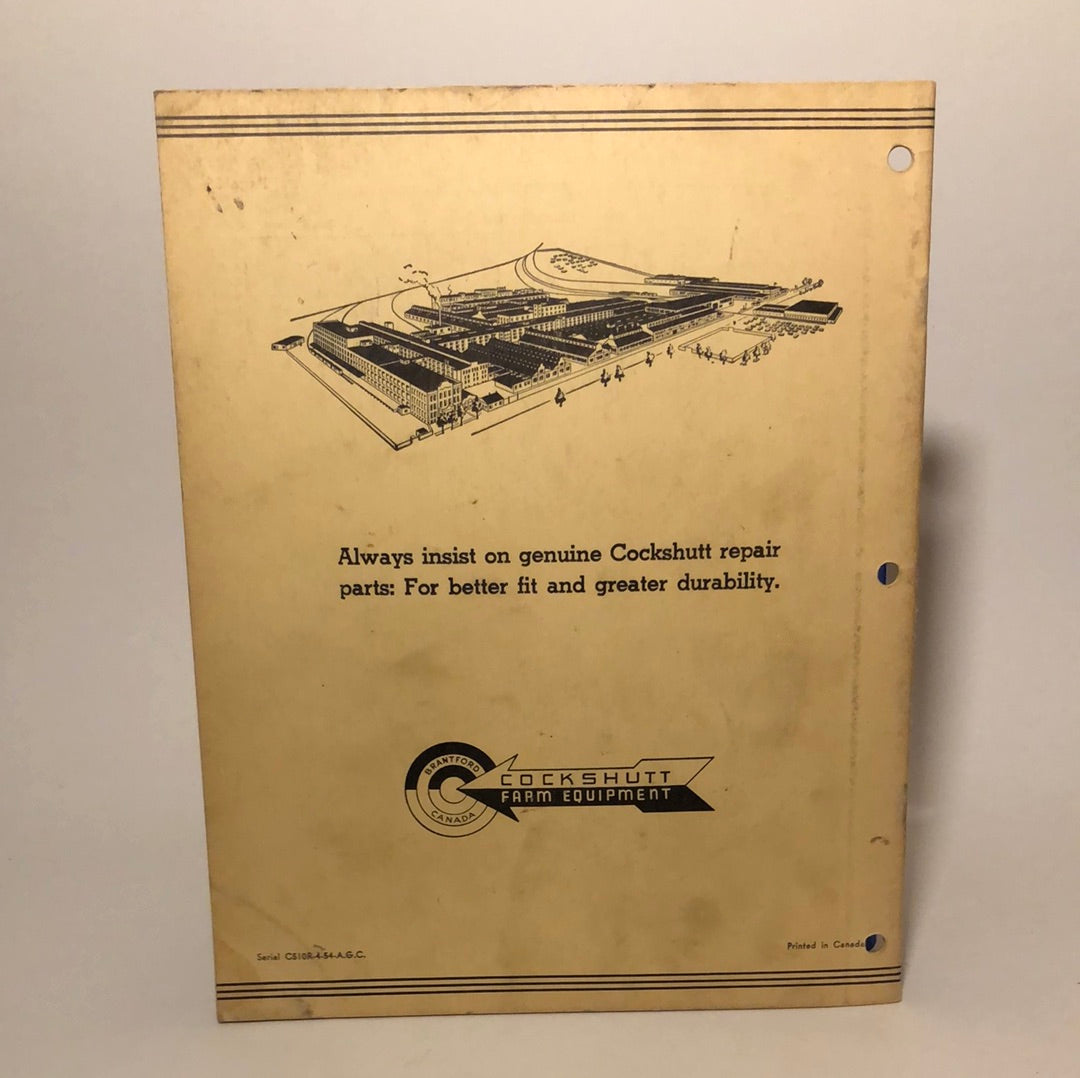 Always insist on genuine Cockshutt repair
parts: For better fit and greater durability.
BRANTFORD
CANADA
COCKSHUTT
FARM EQUIPMENT
Serial C510R-4-54-A.G.C.
Printed in Canada